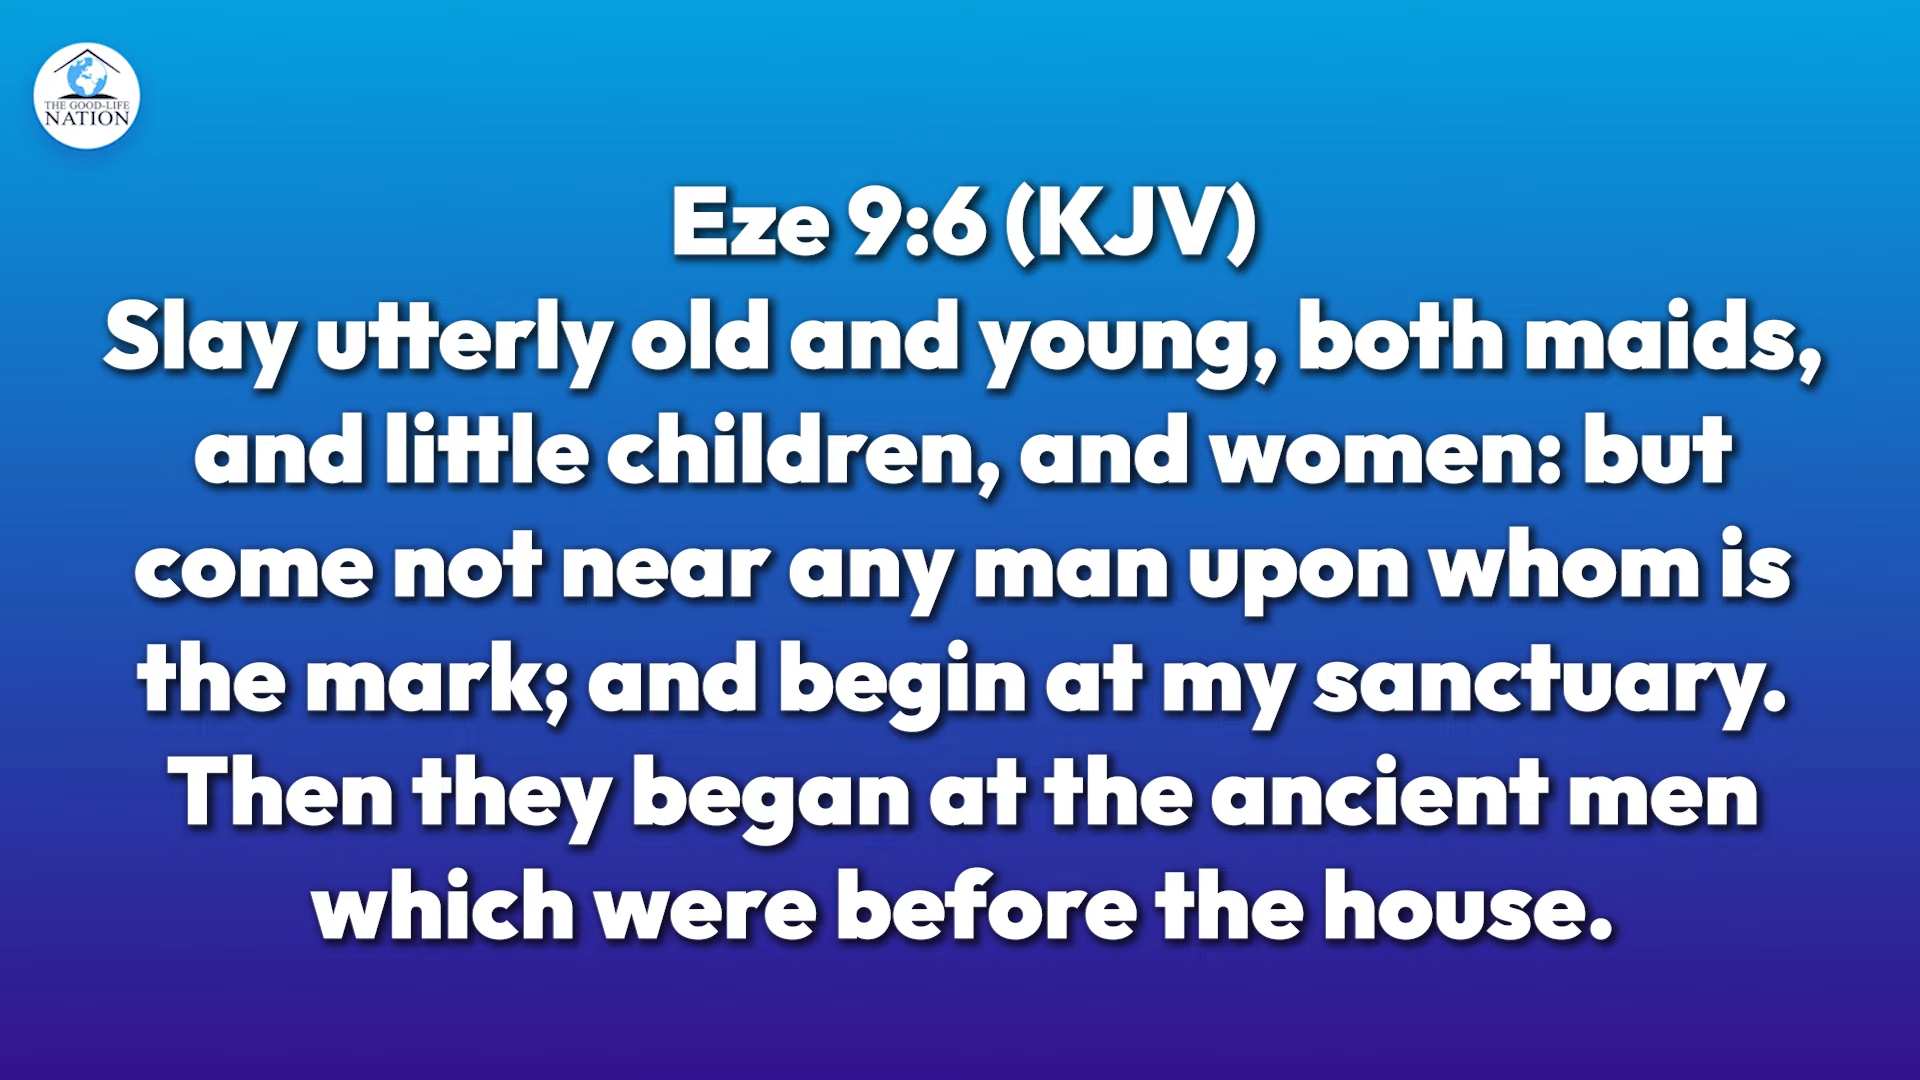 THE GOOD-LIFE
NATION
Eze 9:6 (KJV)
Slay utterly old and young, both maids,
and little children, and women: but
come not near any man upon whom is
the mark; and begin at my sanctuary.
Then they began at the ancient men
which were before the house.